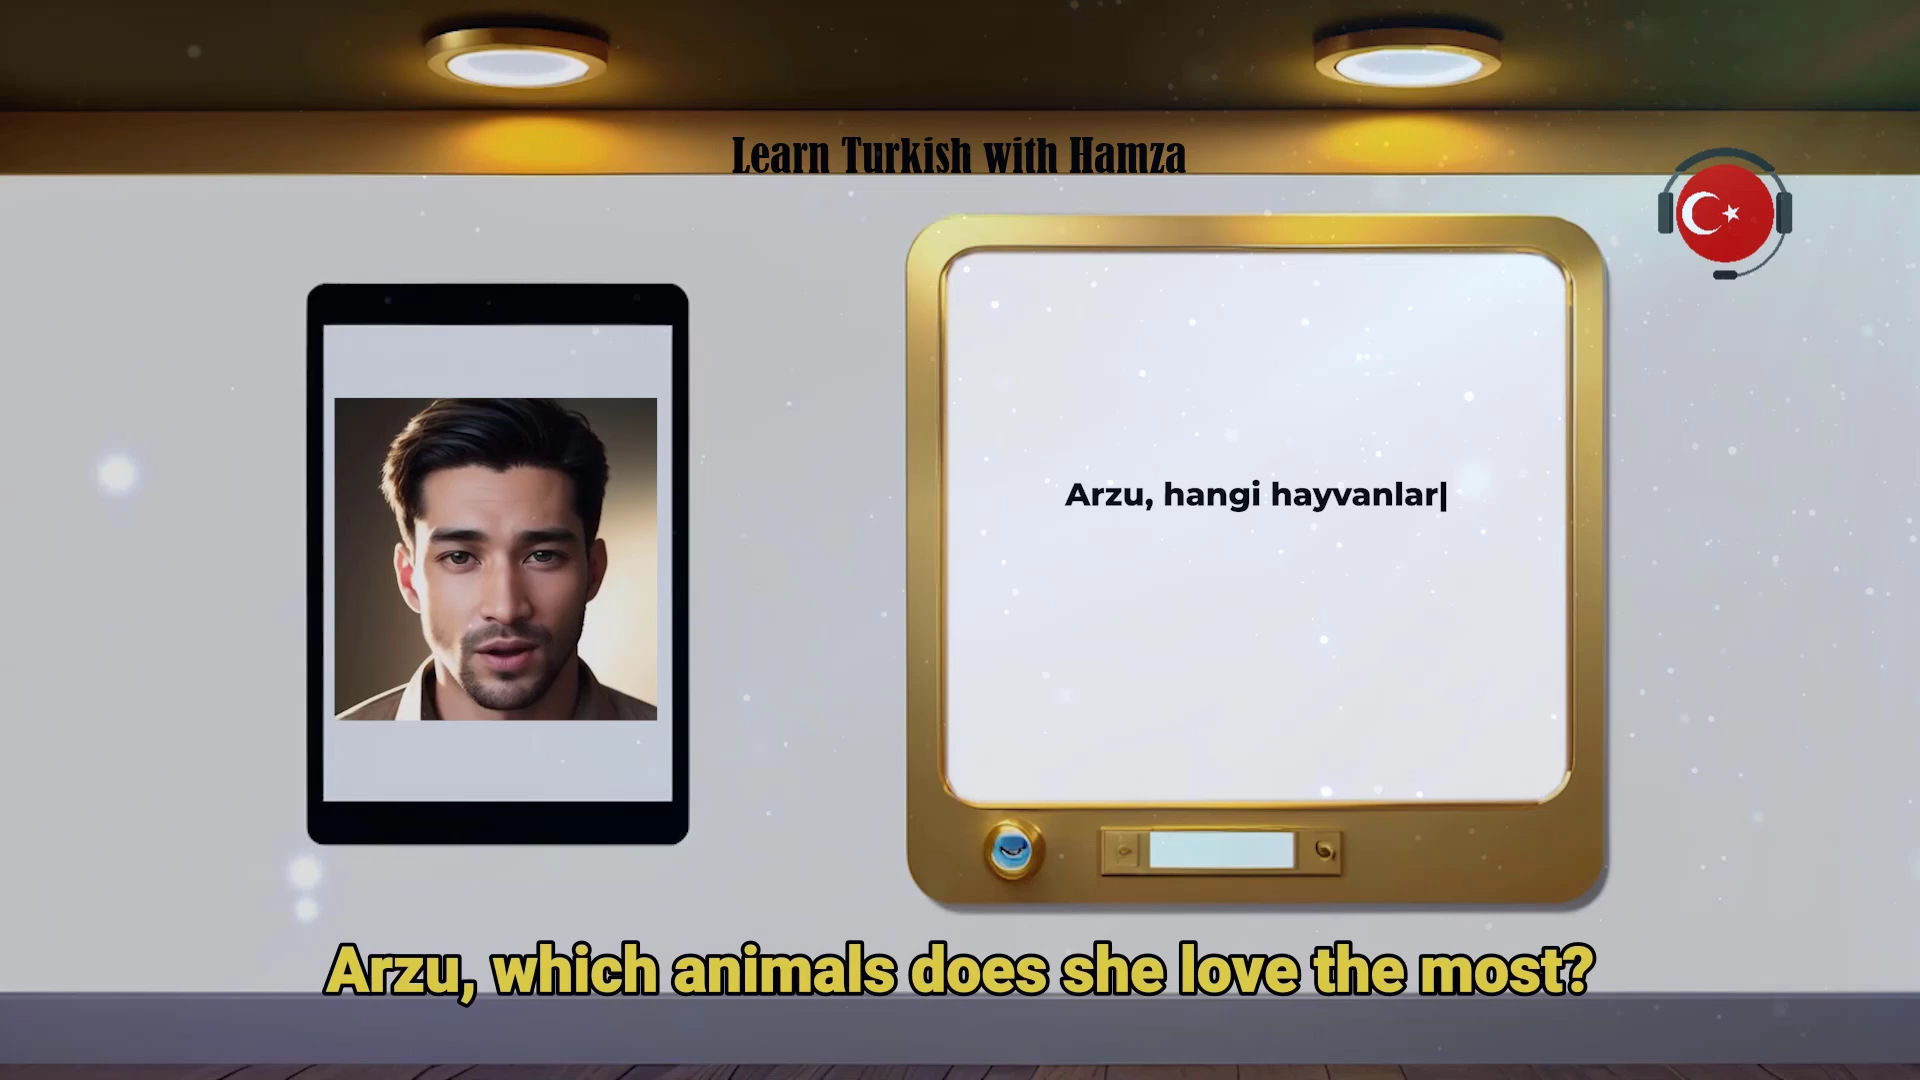 Learn Turkish with Hamza
Arzu, hangi hayvanlar
Arzu, which animals does she love the most?